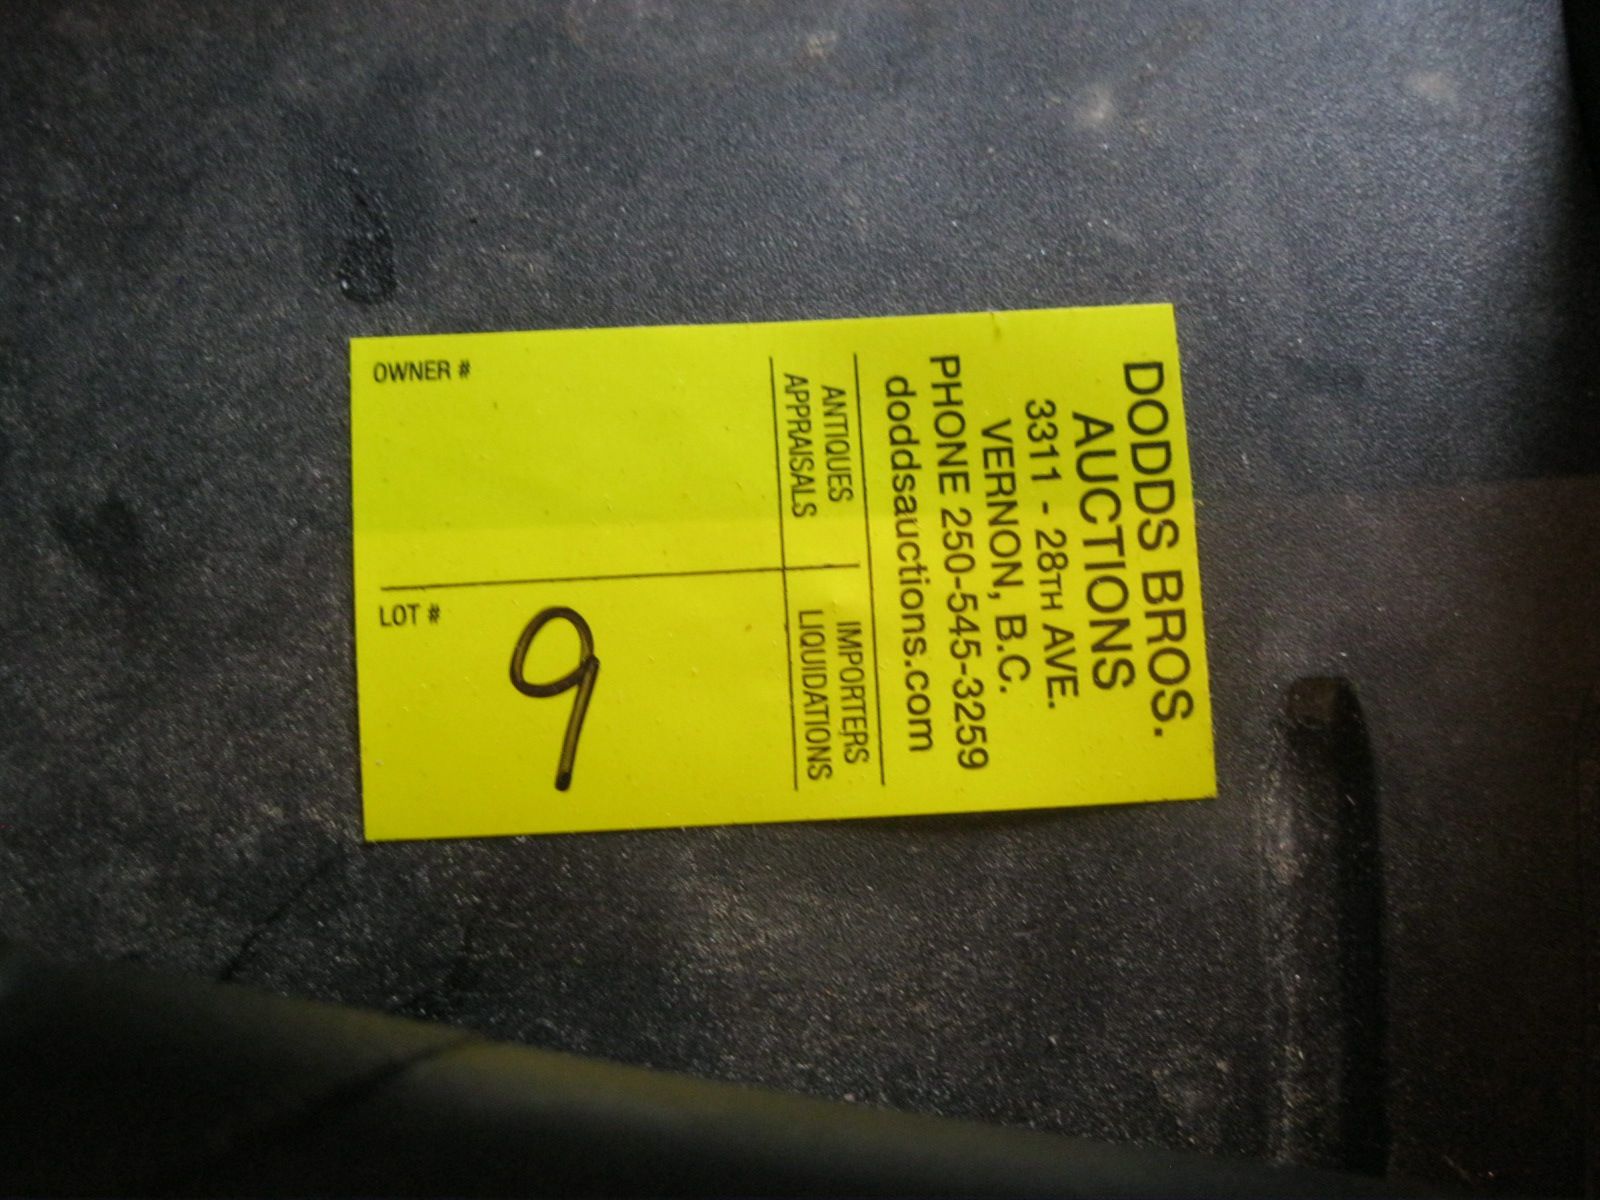 DODDS BROS.
AUCTIONS
3311 - 28TH AVE.
VERNON, B.C.
PHONE 250-545-3259
doddsauctions.com
ANTIQUES IMPORTERS
APPRAISALS LIQUIDATIONS
OWNER #
LOT #
9